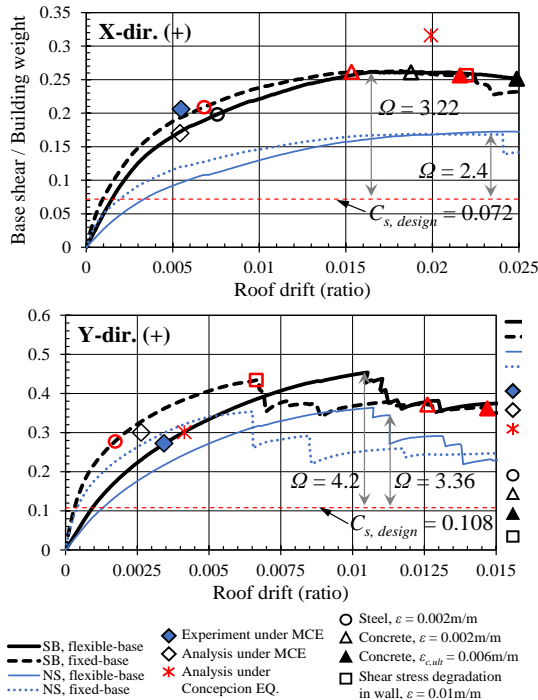 X-dir. (+)
0.35
0.3
0.25
0.2
0.15
0.1
0.05
0
Base shear / Building weight
Ω = 3.22
Ω = 2.4
Cs, design = 0.072
0 0.005 0.01 0.015 0.02 0.025
Roof drift (ratio)
Y-dir. (+)
0.6
0.5
0.4
0.3
0.2
0.1
0
Ω = 4.2
Ω = 3.36
Cs, design = 0.108
0 0.0025 0.005 0.0075 0.01 0.0125 0.015
Roof drift (ratio)
SB, flexible-base
SB, fixed-base
NS, flexible-base
NS, fixed-base
Experiment under MCE
Analysis under MCE
Analysis under
Concepcion EQ.
Steel, ε = 0.002m/m
Concrete, ε = 0.002m/m
Concrete, εc,ult = 0.006m/m
Shear stress degradation
in wall, ε = 0.01m/m